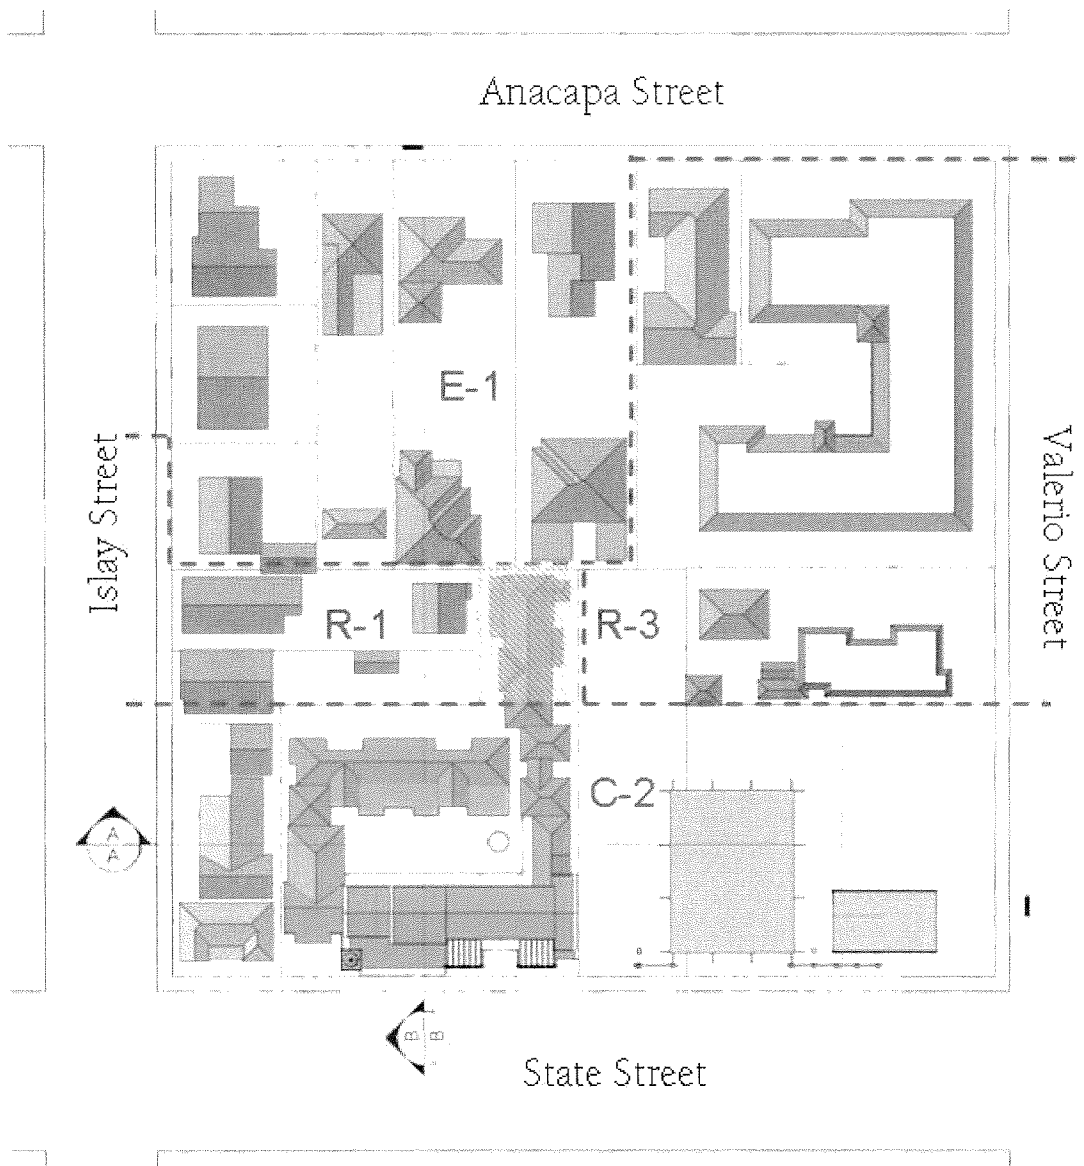 Anacapa Street
E-1
Islay Street
Valerio Street
R-1
R-3
C-2
A
A
B
B
State Street